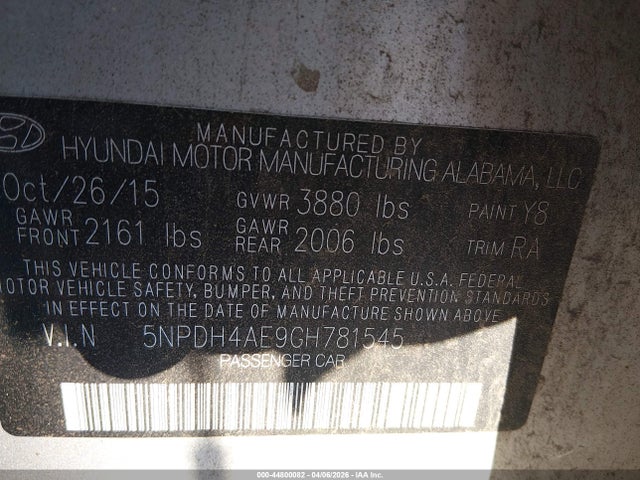 MANUFACTURED BY
HYUNDAI MOTOR MANUFACTURING ALABAMA, LLC
Oct/26/15 GVWR 3880 lbs PAINT Y8
GAWR FRONT 2161 lbs GAWR REAR 2006 lbs TRIM RA
THIS VEHICLE CONFORMS TO ALL APPLICABLE U.S.A. FEDERAL
MOTOR VEHICLE SAFETY, BUMPER, AND THEFT PREVENTION STANDARDS
IN EFFECT ON THE DATE OF MANUFACTURE SHOWN ABOVE
V.I.N 5NPDH4AE9GH781545
PASSENGER CAR
000-44800082 - 04/06/2026 - IAA Inc.